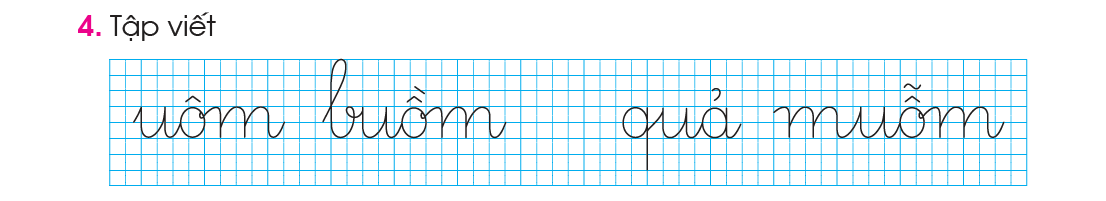 4. Tập viết
uôm buồm quả muỗm